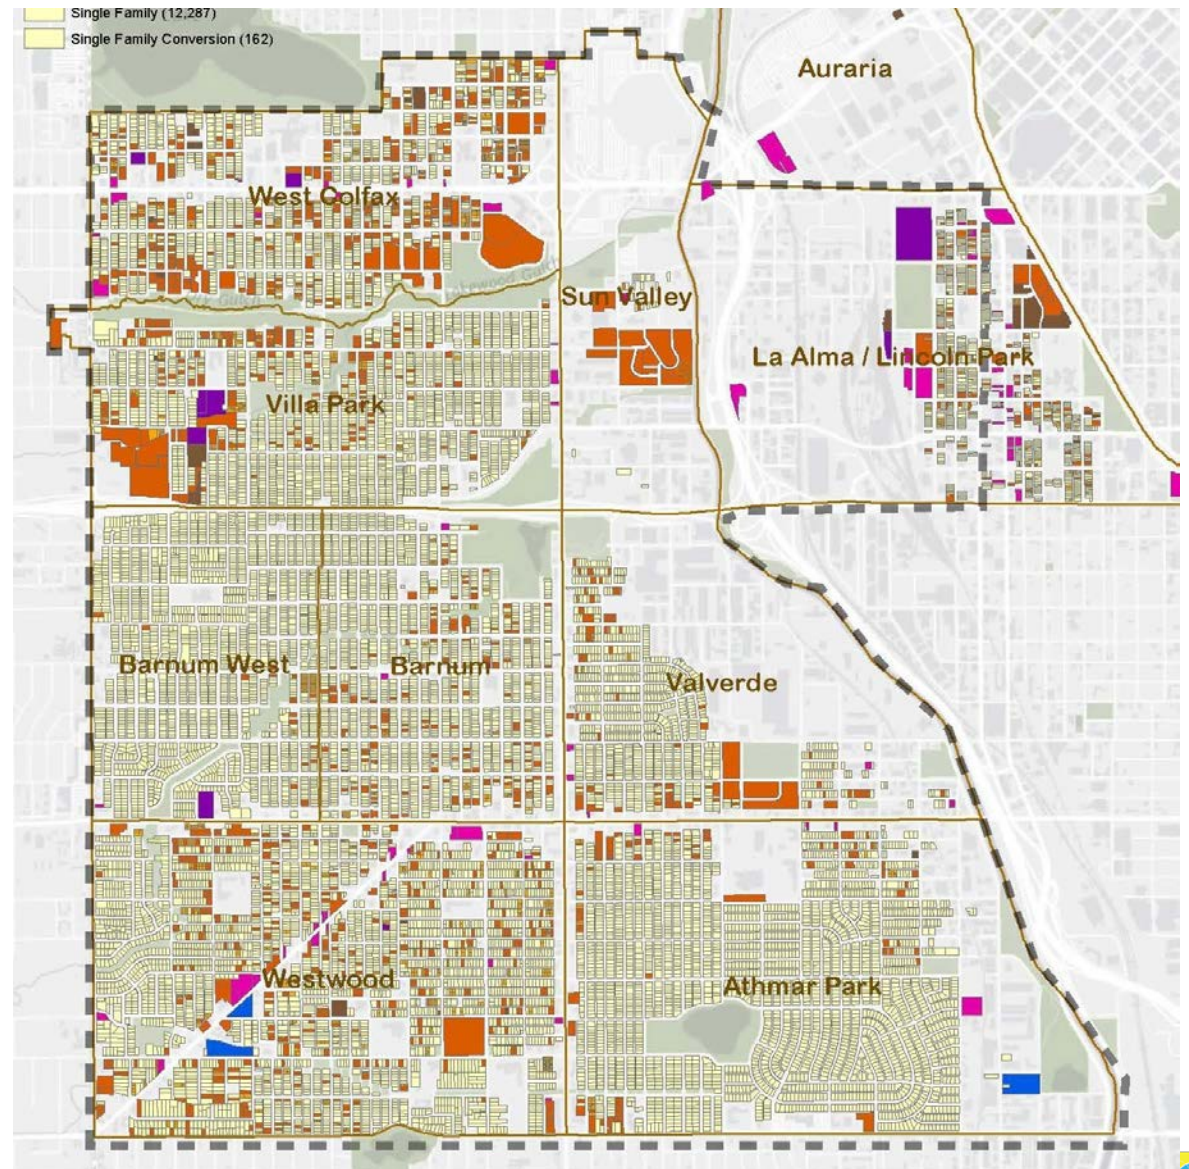 Single Family (12,287)
Single Family Conversion (162)
Auraria
West Colfax
Sun Valley
La Alma / Lincoln Park
Villa Park
Barnum West
Barnum
Valverde
Westwood
Athmar Park